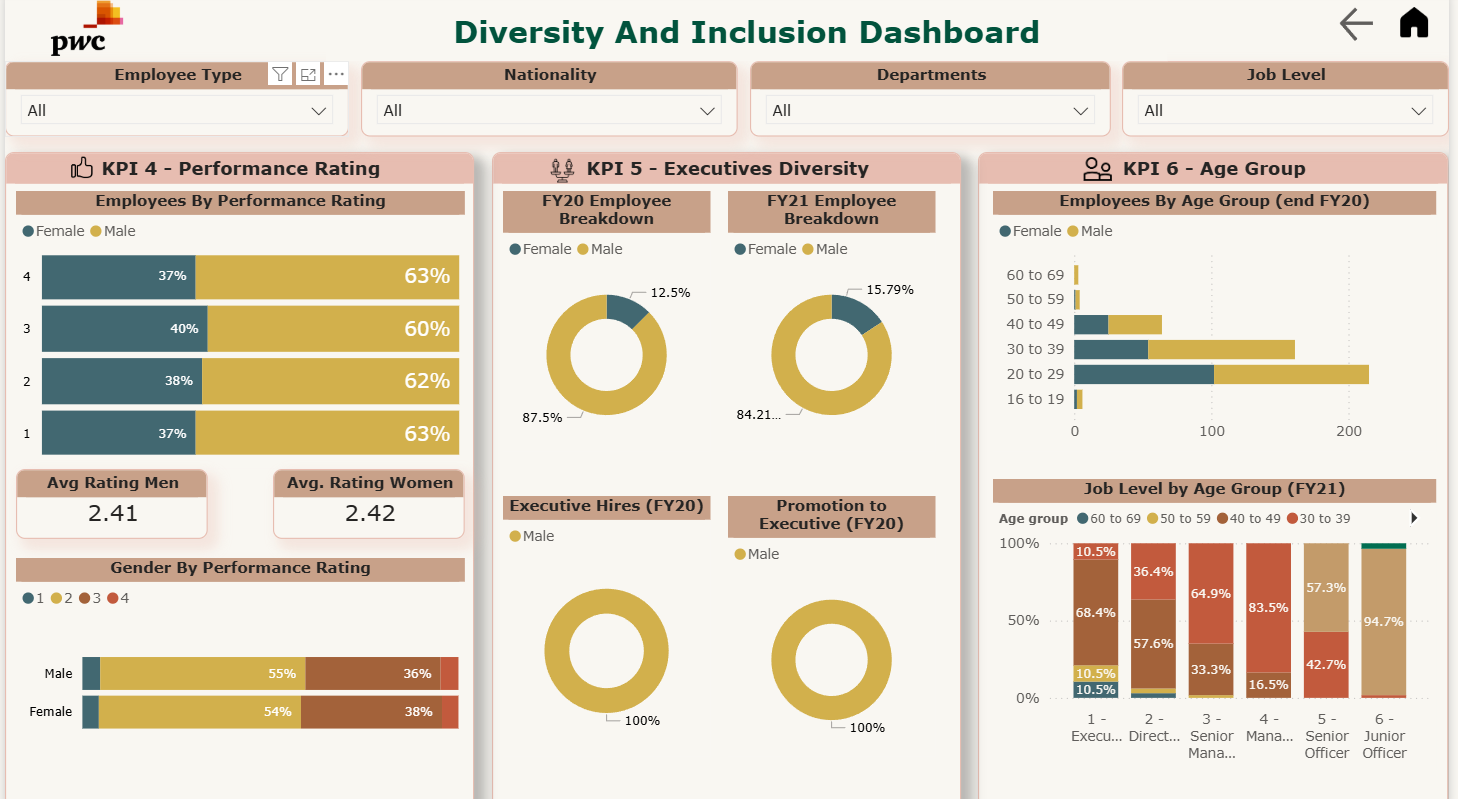 pwc
Diversity And Inclusion Dashboard
Employee Type
All
Nationality
All
Departments
All
Job Level
All
KPI 4 - Performance Rating
Employees By Performance Rating
Female Male
4 37% 63%
3 40% 60%
2 38% 62%
1 37% 63%
Avg Rating Men
2.41
Avg. Rating Women
2.42
Gender By Performance Rating
1 2 3 4
Male 55% 36%
Female 54% 38%
KPI 5 - Executives Diversity
FY20 Employee
Breakdown
Female Male
12.5%
87.5%
FY21 Employee
Breakdown
Female Male
15.79%
84.21...
Executive Hires (FY20)
Male
100%
Promotion to
Executive (FY20)
Male
100%
KPI 6 - Age Group
Employees By Age Group (end FY20)
Female Male
60 to 69
50 to 59
40 to 49
30 to 39
20 to 29
16 to 19
0 100 200
Job Level by Age Group (FY21)
Age group 60 to 69 50 to 59 40 to 49 30 to 39
100%
50%
0%
10.5%
68.4%
10.5%
10.5%
36.4%
57.6%
64.9%
33.3%
83.5%
16.5%
57.3%
42.7%
94.7%
1 -
Execu...
2 -
Direct...
3 -
Senior
Mana...
4 -
Mana...
5 -
Senior
Officer
6 -
Junior
Officer